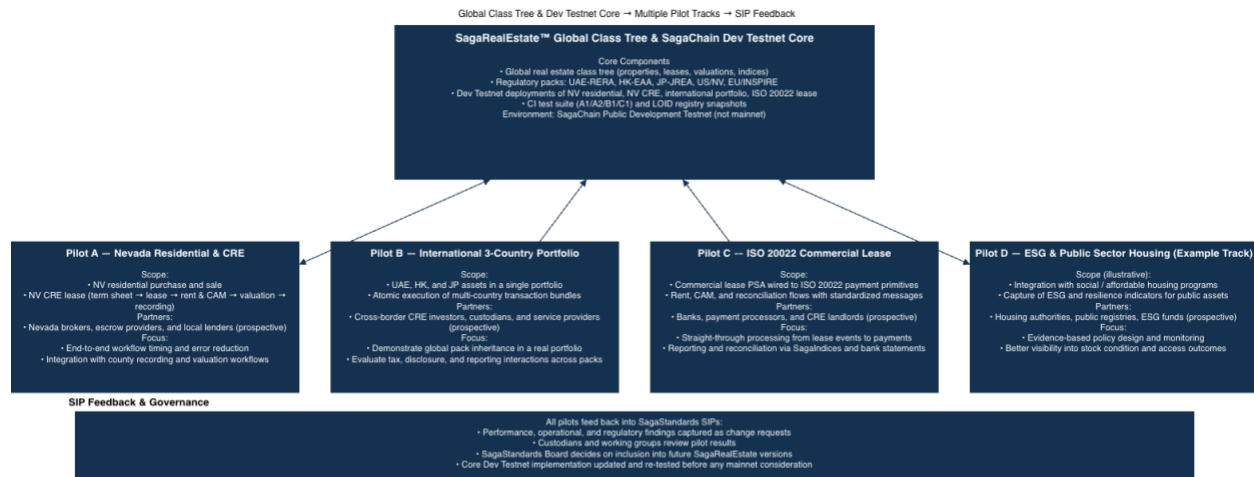 Global Class Tree & Dev Testnet Core → Multiple Pilot Tracks → SIP Feedback
SagaRealEstate™ Global Class Tree & SagaChain Dev Testnet Core
Core Components
• Global real estate class tree (properties, leases, valuations, indices)
• Regulatory packs: UAE-RERA, HK-EAA, JP-JREA, US/NV, EU/INSPIRE
• Dev Testnet deployments of NV residential, NV CRE, international portfolio, ISO 20022 lease
• CI test suite (A1/A2/B1/C1) and LOID registry snapshots
Environment: SagaChain Public Development Testnet (not mainnet)
Pilot A — Nevada Residential & CRE
Scope:
• NV residential purchase and sale
• NV CRE lease (term sheet → lease → rent & CAM → valuation →
recording)
Partners:
• Nevada brokers, escrow providers, and local lenders (prospective)
Focus:
• End-to-end workflow timing and error reduction
• Integration with county recording and valuation workflows
Pilot B — International 3-Country Portfolio
Scope:
• UAE, HK, and JP assets in a single portfolio
• Atomic execution of multi-country transaction bundles
Partners:
• Cross-border CRE investors, custodians, and service providers
(prospective)
Focus:
• Demonstrate global pack inheritance in a real portfolio
• Evaluate tax, disclosure, and reporting interactions across packs
Pilot C -- ISO 20022 Commercial Lease
Scope:
• Commercial lease PSA wired to ISO 20022 payment primitives
• Rent, CAM, and reconciliation flows with standardized messages
Partners:
• Banks, payment processors, and CRE landlords (prospective)
Focus:
• Straight-through processing from lease events to payments
• Reporting and reconciliation via SagaIndices and bank statements
Pilot D — ESG & Public Sector Housing (Example Track)
Scope (illustrative):
• Integration with social / affordable housing programs
• Capture of ESG and resilience indicators for public assets
Partners:
• Housing authorities, public registries, ESG funds (prospective)
Focus:
• Evidence-based policy design and monitoring
• Better visibility into stock condition and access outcomes
SIP Feedback & Governance
All pilots feed back into SagaStandards SIPs:
• Performance, operational, and regulatory findings captured as change requests
• Custodians and working groups review pilot results
• SagaStandards Board decides on inclusion into future SagaRealEstate versions
• Core Dev Testnet implementation updated and re-tested before any mainnet consideration